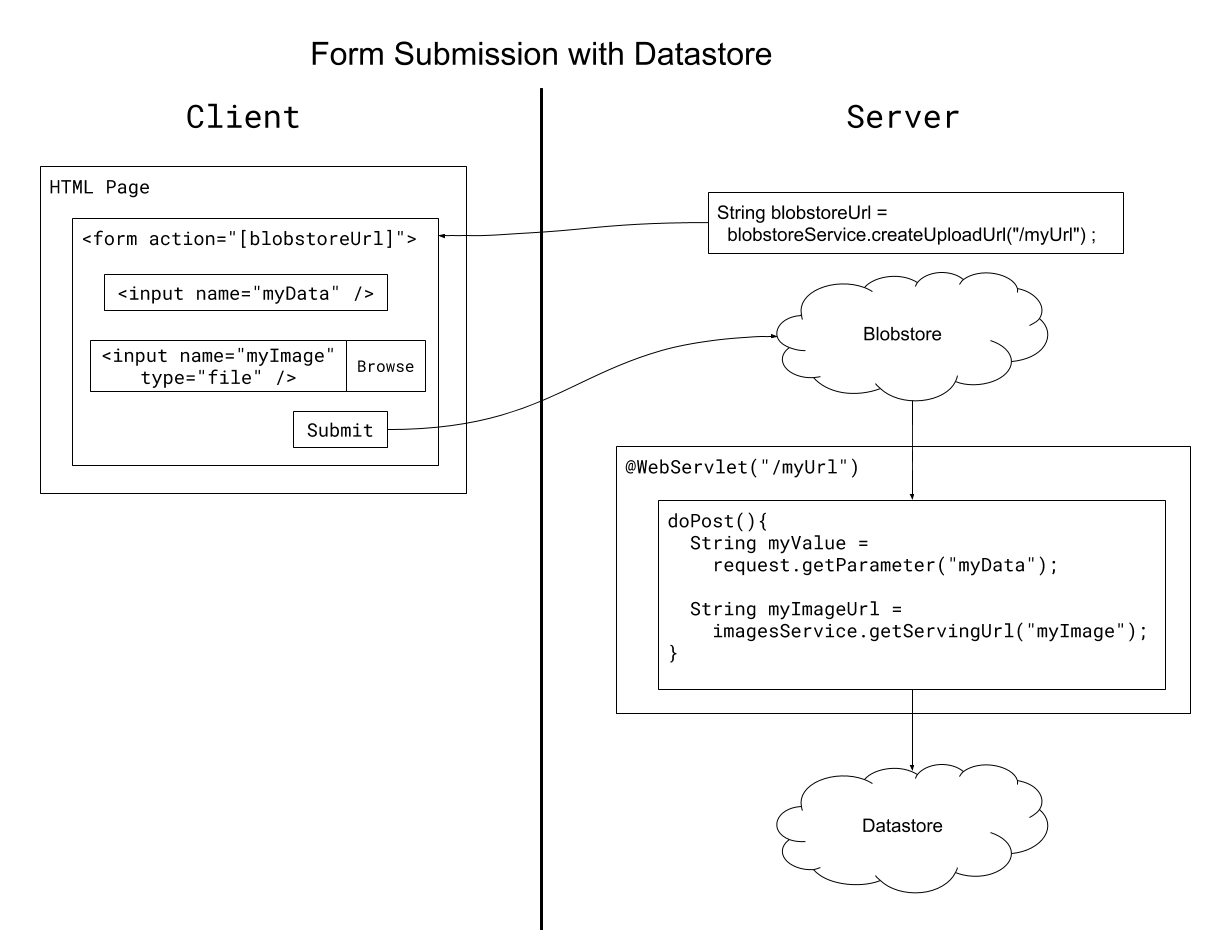 Form Submission with Datastore
Client
Server
HTML Page
<form action="[blobstoreUrl]">
<input name="myData" />
<input name="myImage"
type="file" />
Browse
Submit
String blobstoreUrl =
blobstoreService.createUploadUrl("/myUrl") ;
Blobstore
@WebServlet("/myUrl")
doPost(){
String myValue =
request.getParameter("myData");
String myImageUrl =
imagesService.getServingUrl("myImage");
}
Datastore